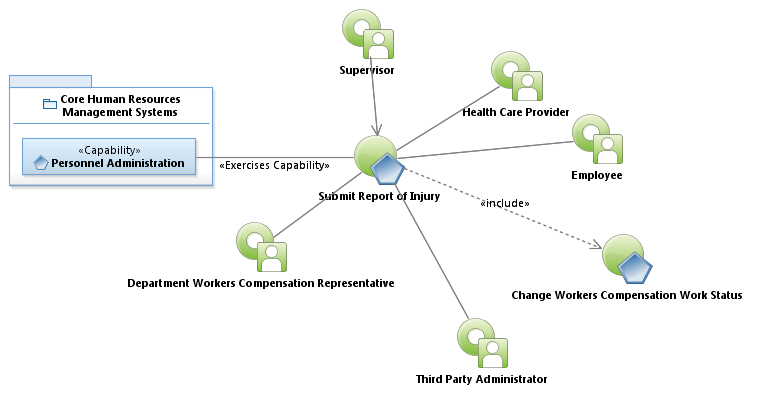 Supervisor
Core Human Resources
Management Systems
Health Care Provider
«Capability»
Personnel Administration
«Exercises Capability»
Employee
Submit Report of Injury
«include»
Department Workers Compensation Representative
Change Workers Compensation Work Status
Third Party Administrator